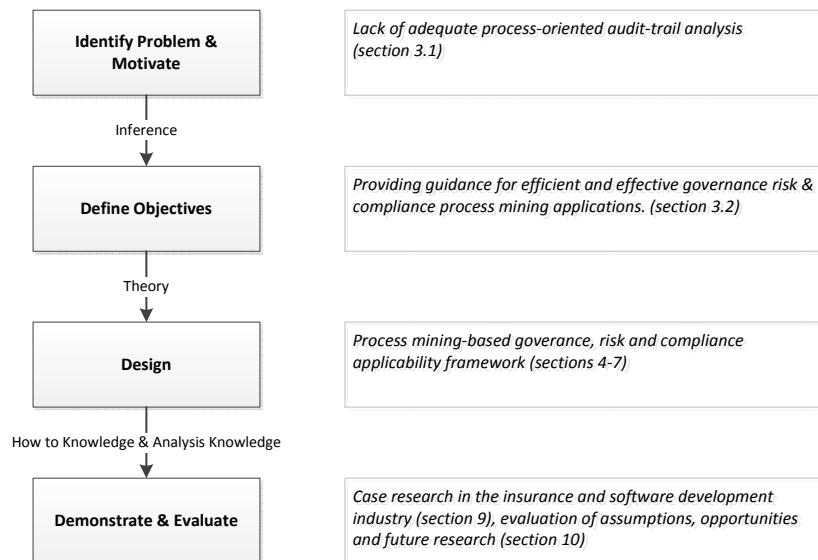 Identify Problem &
Motivate
Lack of adequate process-oriented audit-trail analysis
(section 3.1)
Inference
Define Objectives
Providing guidance for efficient and effective governance risk &
compliance process mining applications. (section 3.2)
Theory
Design
Process mining-based goverance, risk and compliance
applicability framework (sections 4-7)
How to Knowledge & Analysis Knowledge
Demonstrate & Evaluate
Case research in the insurance and software development
industry (section 9), evaluation of assumptions, opportunities
and future research (section 10)